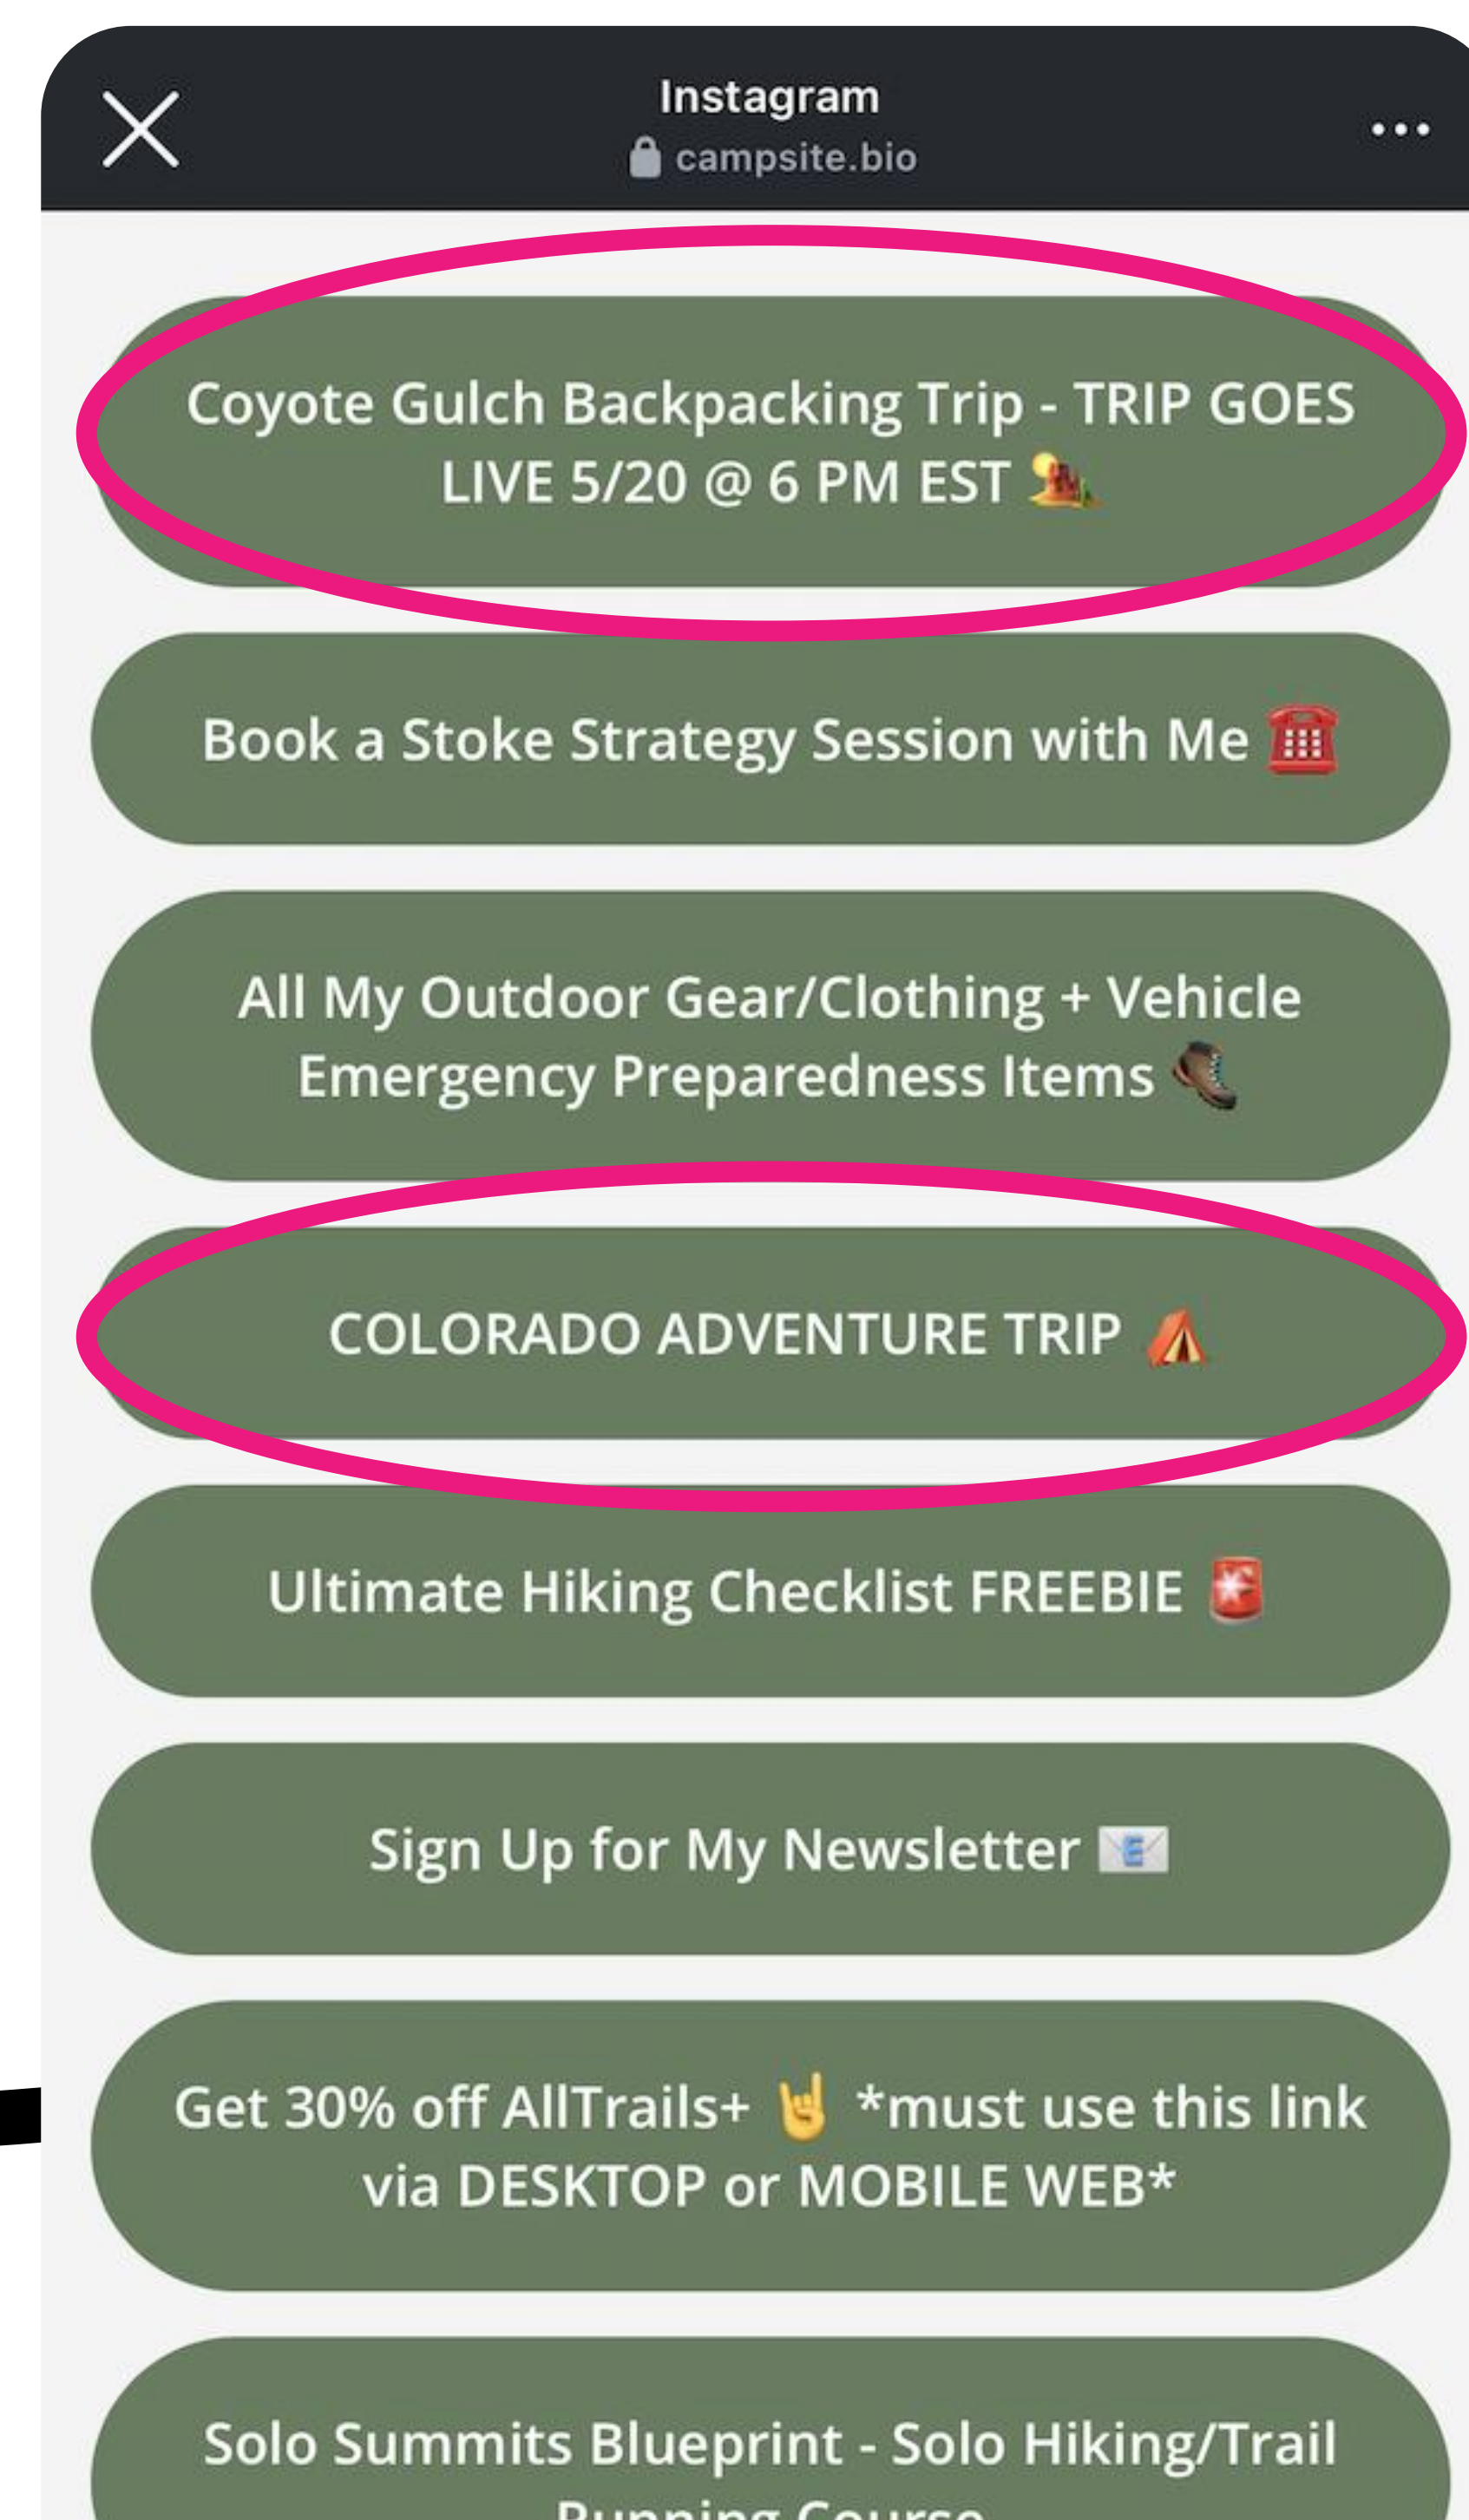 Instagram
campsite.bio
Coyote Gulch Backpacking Trip - TRIP GOES
LIVE 5/20 @ 6 PM EST 🏜️
Book a Stoke Strategy Session with Me ☎️
All My Outdoor Gear/Clothing + Vehicle
Emergency Preparedness Items 🥾
COLORADO ADVENTURE TRIP ⛺
Ultimate Hiking Checklist FREEBIE 🚨
Sign Up for My Newsletter 📧
Get 30% off AllTrails+ 🤘 *must use this link
via DESKTOP or MOBILE WEB*
Solo Summits Blueprint - Solo Hiking/Trail
Running Course